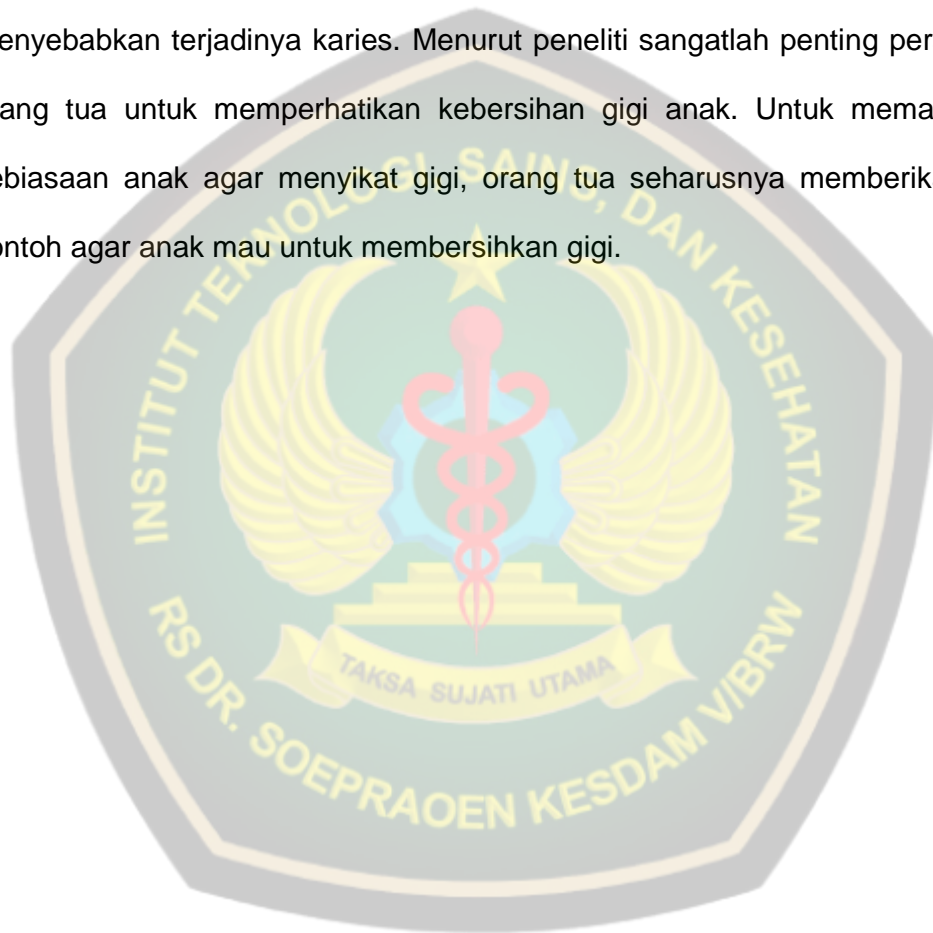 enyebabkan terjadinya karies. Menurut peneliti sangatlah penting per
ang tua untuk memperhatikan kebersihan gigi anak. Untuk mema
ebiasaan anak agar menyikat gigi, orang tua seharusnya memberik
ontoh agar anak mau untuk membersihkan gigi.
INSTITUT TEKNOLOGI, SAINS, DAN KESEHATAN
TAKSA SUJATI UTAMA
RS DR. SOEPRAOEN KESDAM V/BRW